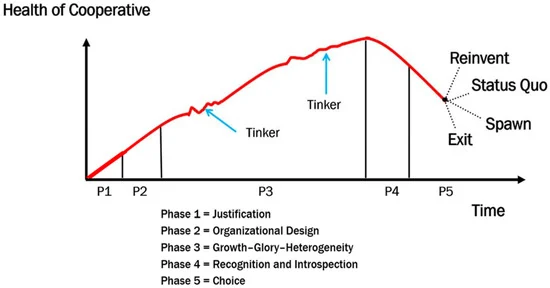 Health of Cooperative
Reinvent
Status Quo
Spawn
Exit
Tinker
Tinker
P1
P2
P3
P4
P5
Time
Phase 1 = Justification
Phase 2 = Organizational Design
Phase 3 = Growth–Glory–Heterogeneity
Phase 4 = Recognition and Introspection
Phase 5 = Choice